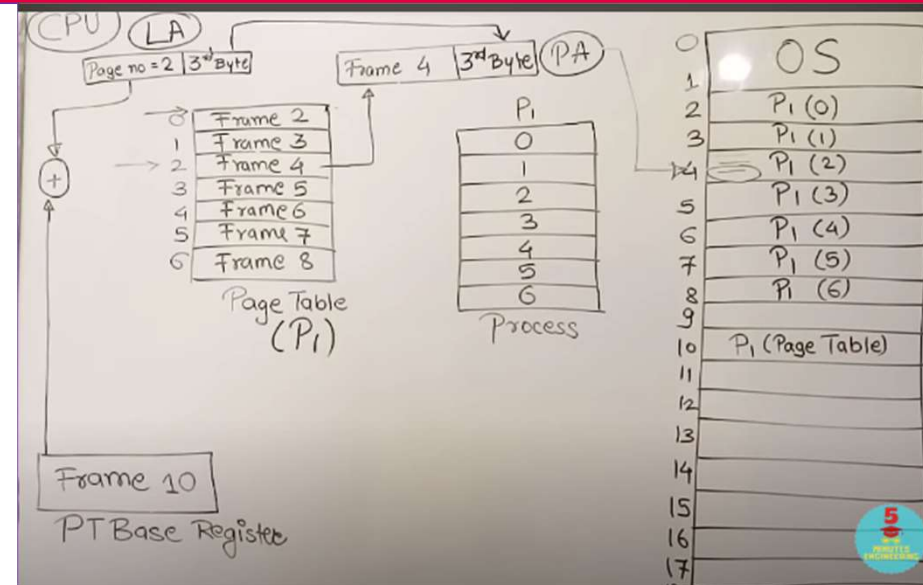 CPU LA
Page no = 2 | 3rd Byte
Frame 4 | 3rd Byte PA
+
0 Frame 2
1 Frame 3
2 Frame 4
3 Frame 5
4 Frame 6
5 Frame 7
6 Frame 8
Page Table
(P1)
P1
0
1
2
3
4
5
6
Process
Frame 10
PT Base Register
0 OS
1
2 P1 (0)
3 P1 (1)
4 P1 (2)
5 P1 (3)
6 P1 (4)
7 P1 (5)
8 P1 (6)
9
10 P1 (Page Table)
11
12
13
14
15
16
17
5
MINUTES
ENGINEERING